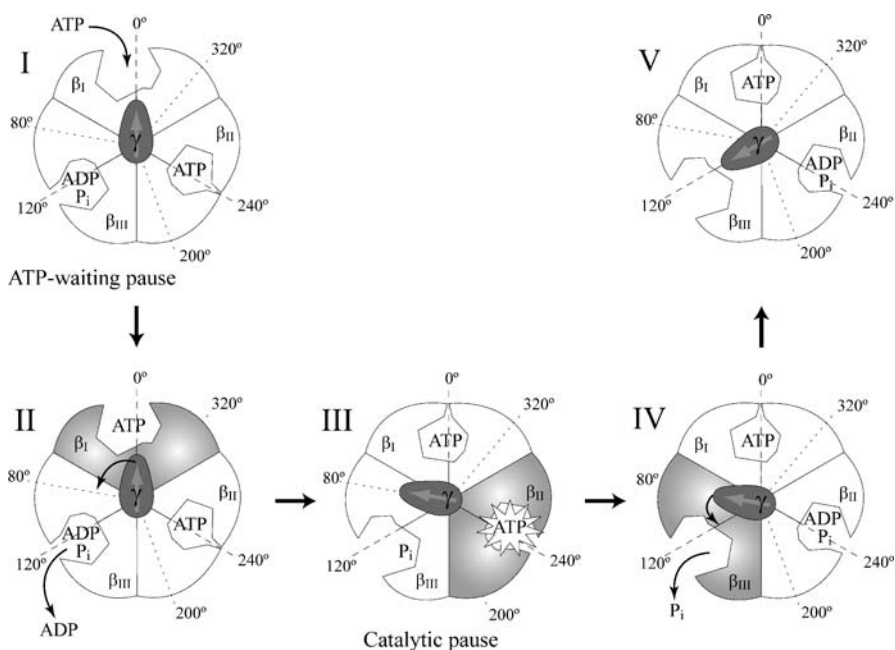 I
ATP
0º
320º
βI
βII
80º
γ
ADP
Pi
ATP
120º
βIII
240º
200º
ATP-waiting pause
V
0º
320º
βI
ATP
βII
80º
γ
ADP
Pi
120º
βIII
240º
200º
II
0º
320º
ATP
βI
βII
80º
γ
ADP
Pi
ATP
120º
βIII
240º
200º
ADP
III
0º
320º
βI
ATP
βII
80º
γ
ATP
Pi
120º
βIII
240º
200º
Catalytic pause
IV
0º
320º
βI
ATP
βII
80º
γ
ADP
Pi
120º
βIII
240º
200º
Pi